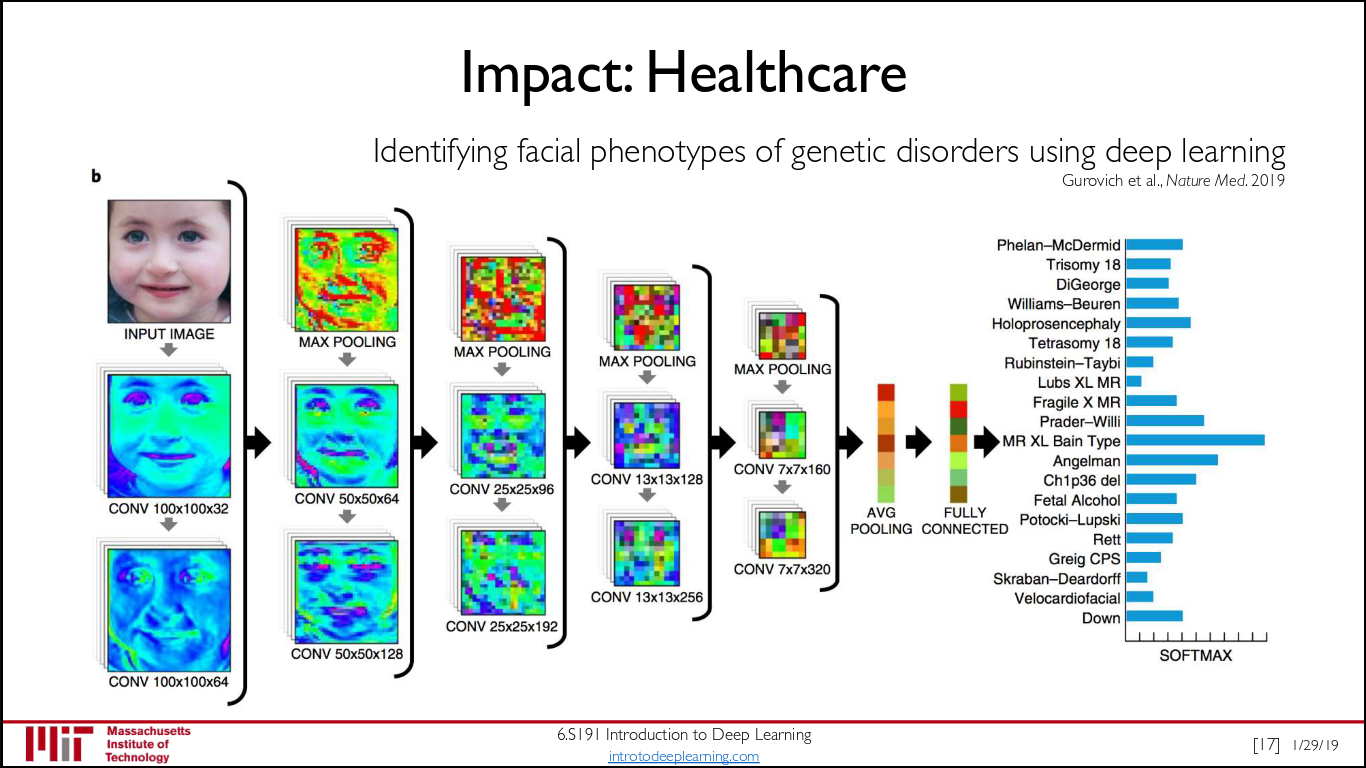 Impact: Healthcare
Identifying facial phenotypes of genetic disorders using deep learning
Gurovich et al., Nature Med. 2019
b
INPUT IMAGE
CONV 100x100x32
CONV 100x100x64
MAX POOLING
CONV 50x50x64
CONV 50x50x128
MAX POOLING
CONV 25x25x96
CONV 25x25x192
MAX POOLING
CONV 13x13x128
CONV 13x13x256
MAX POOLING
CONV 7x7x160
CONV 7x7x320
AVG
POOLING
FULLY
CONNECTED
Phelan–McDermid
Trisomy 18
DiGeorge
Williams–Beuren
Holoprosencephaly
Tetrasomy 18
Rubinstein–Taybi
Lubs XL MR
Fragile X MR
Prader–Willi
MR XL Bain Type
Angelman
Ch1p36 del
Fetal Alcohol
Potocki–Lupski
Rett
Greig CPS
Skraban–Deardorff
Velocardiofacial
Down
SOFTMAX
Massachusetts
Institute of
Technology
6.S191 Introduction to Deep Learning
introtodeeplearning.com
[17] 1/29/19